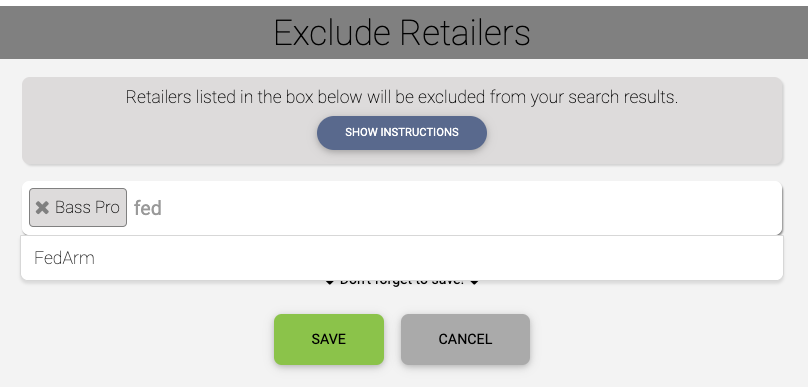 Exclude Retailers
Retailers listed in the box below will be excluded from your search results.
SHOW INSTRUCTIONS
Bass Pro fed
FedArm
Don't forget to save!
SAVE CANCEL